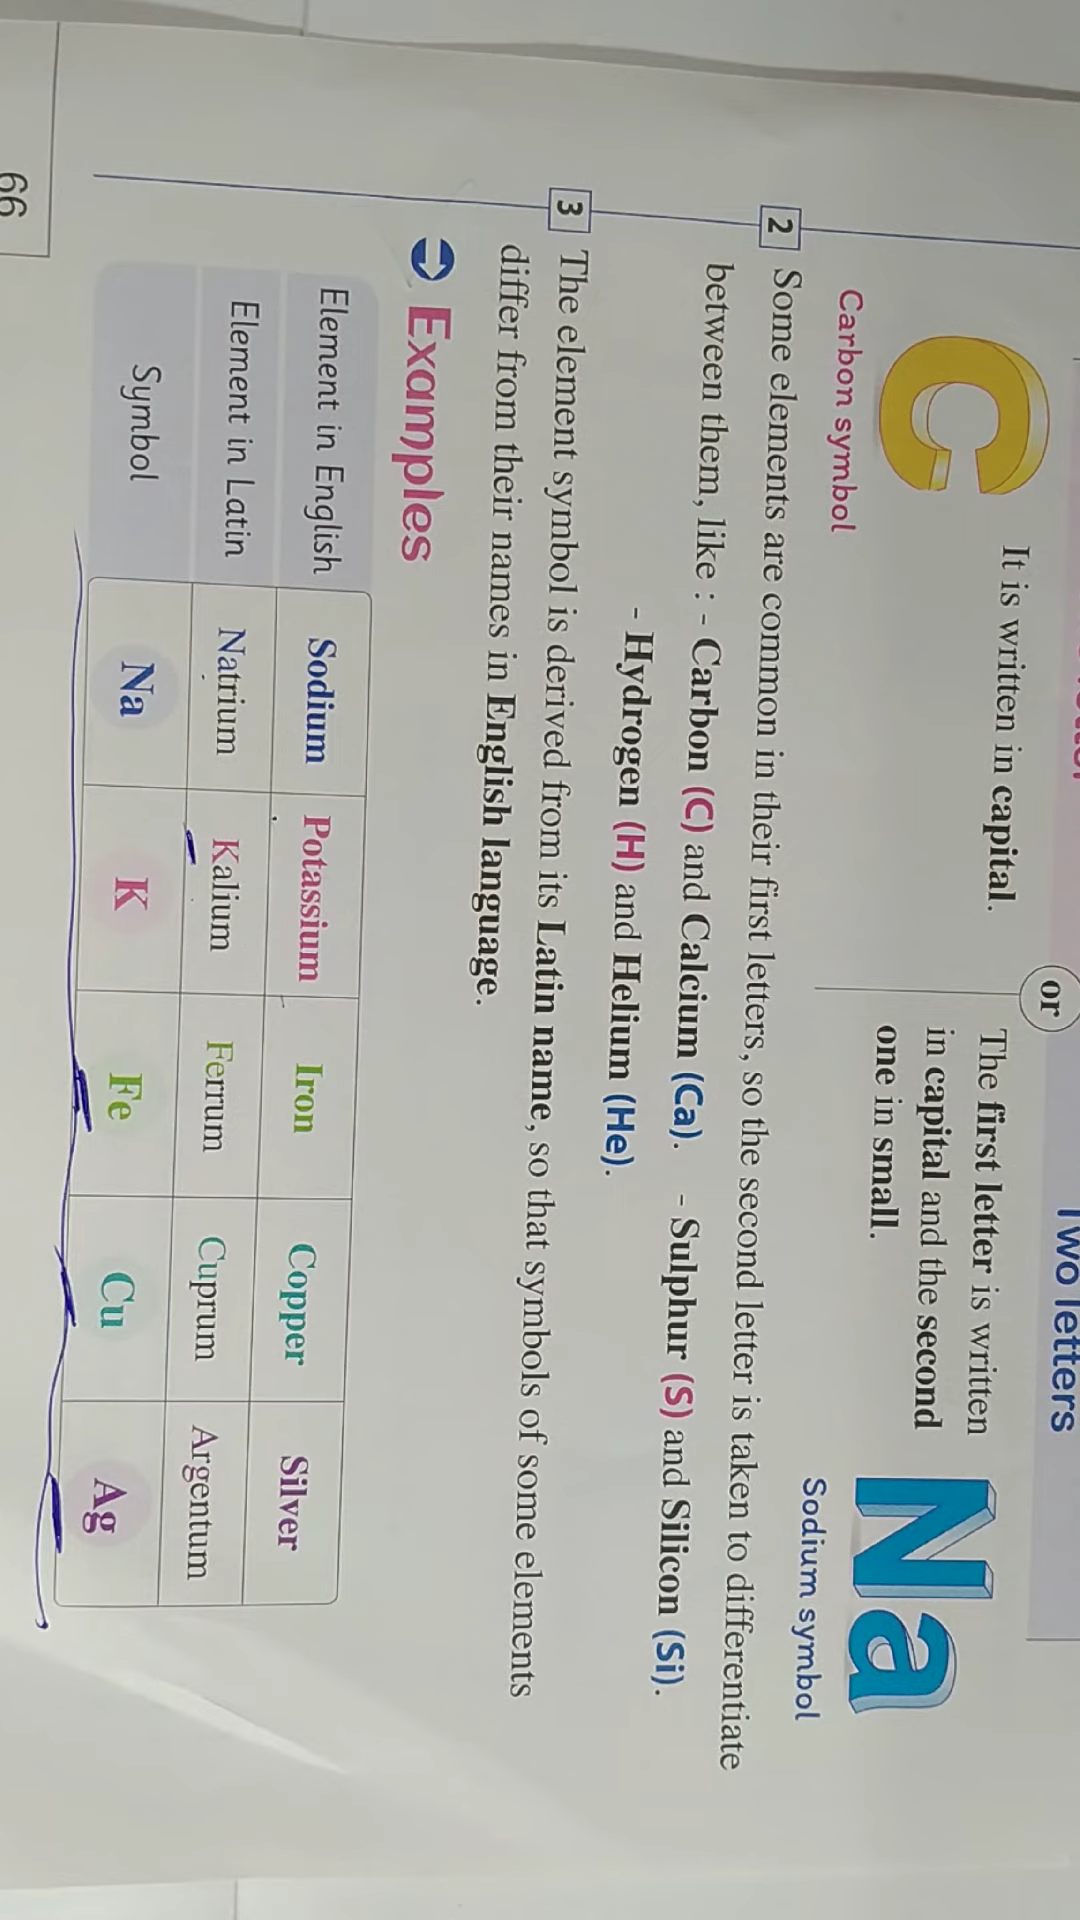 Two letters
or
C
It is written in capital.
Carbon symbol
The first letter is written
in capital and the second
one in small.
Na
Sodium symbol
2 Some elements are common in their first letters, so the second letter is taken to differentiate
between them, like : - Carbon (C) and Calcium (Ca). - Sulphur (S) and Silicon (Si).
- Hydrogen (H) and Helium (He).
3 The element symbol is derived from its Latin name, so that symbols of some elements
differ from their names in English language.
Examples
Element in English Sodium Potassium Iron Copper Silver
Element in Latin Natrium Kalium Ferrum Cuprum Argentum
Symbol Na K Fe Cu Ag
66